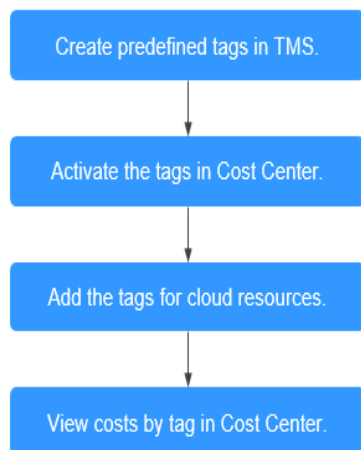 Create predefined tags in TMS.
Activate the tags in Cost Center.
Add the tags for cloud resources.
View costs by tag in Cost Center.